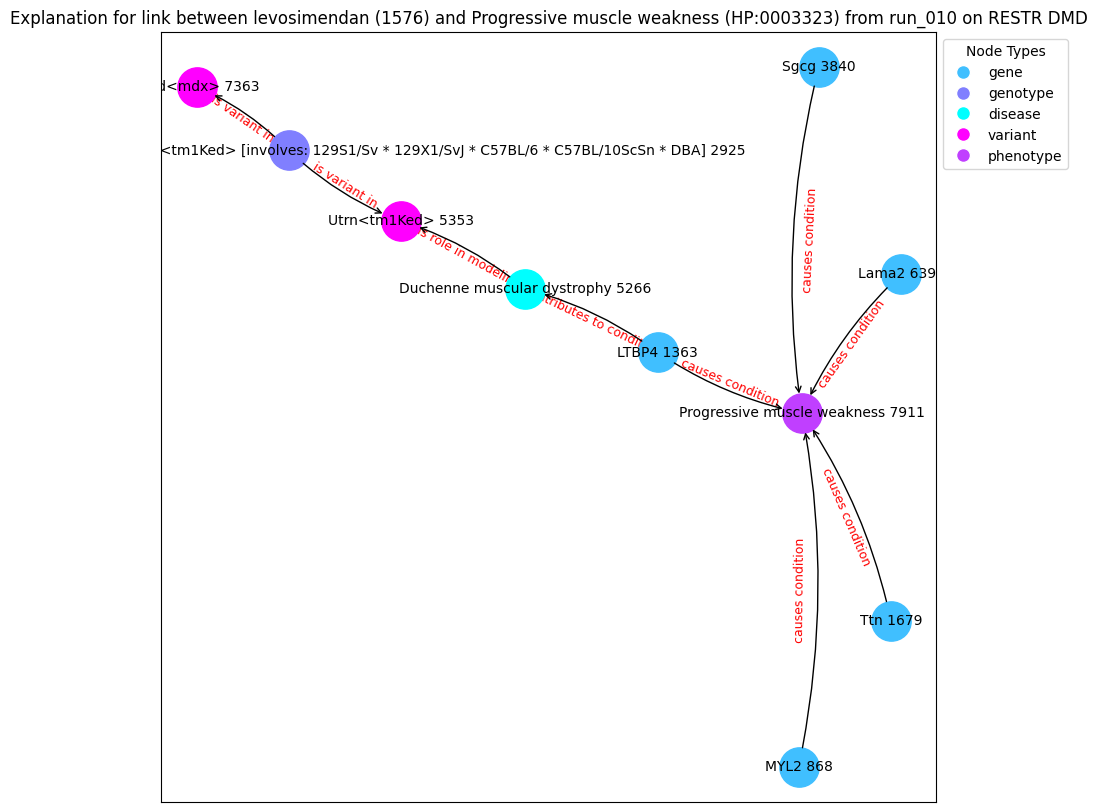 Explanation for link between levosimendan (1576) and Progressive muscle weakness (HP:0003323) from run_010 on RESTR DMD
Node Types
gene
genotype
disease
variant
phenotype
Sgcg 3840
d<mdx> 7363
is variant in
<tm1Ked> [involves: 129S1/Sv * 129X1/SvJ * C57BL/6 * C57BL/10ScSn * DBA] 2925
is variant in
Utrn<tm1Ked> 5353
causes condition
s role in modelin
Lama2 639
Duchenne muscular dystrophy 5266
tributes to condi
causes condition
LTBP4 1363
causes condition
Progressive muscle weakness 7911
causes condition
causes condition
Ttn 1679
MYL2 868